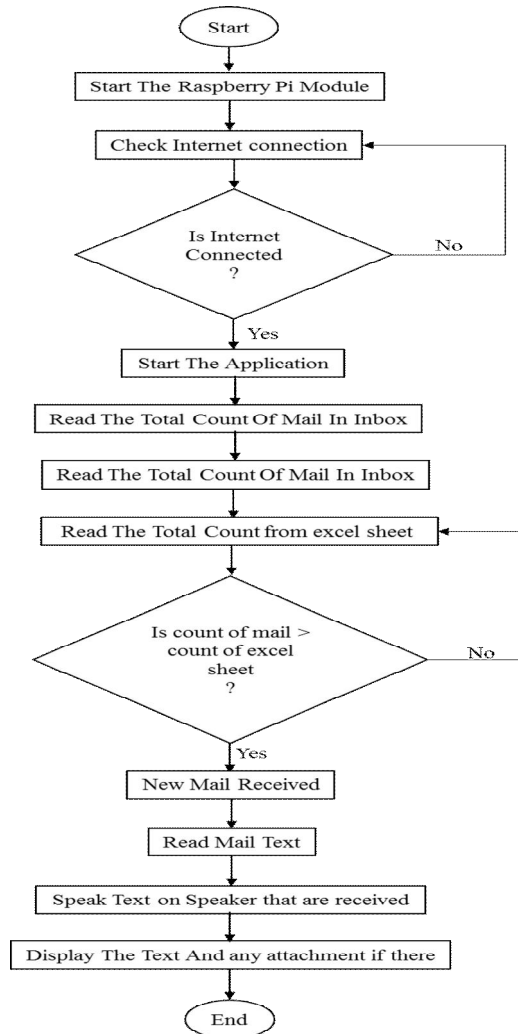 Start
Start The Raspberry Pi Module
Check Internet connection
Is Internet
Connected
?
No
Yes
Start The Application
Read The Total Count Of Mail In Inbox
Read The Total Count Of Mail In Inbox
Read The Total Count from excel sheet
Is count of mail >
count of excel
sheet
?
No
Yes
New Mail Received
Read Mail Text
Speak Text on Speaker that are received
Display The Text And any attachment if there
End